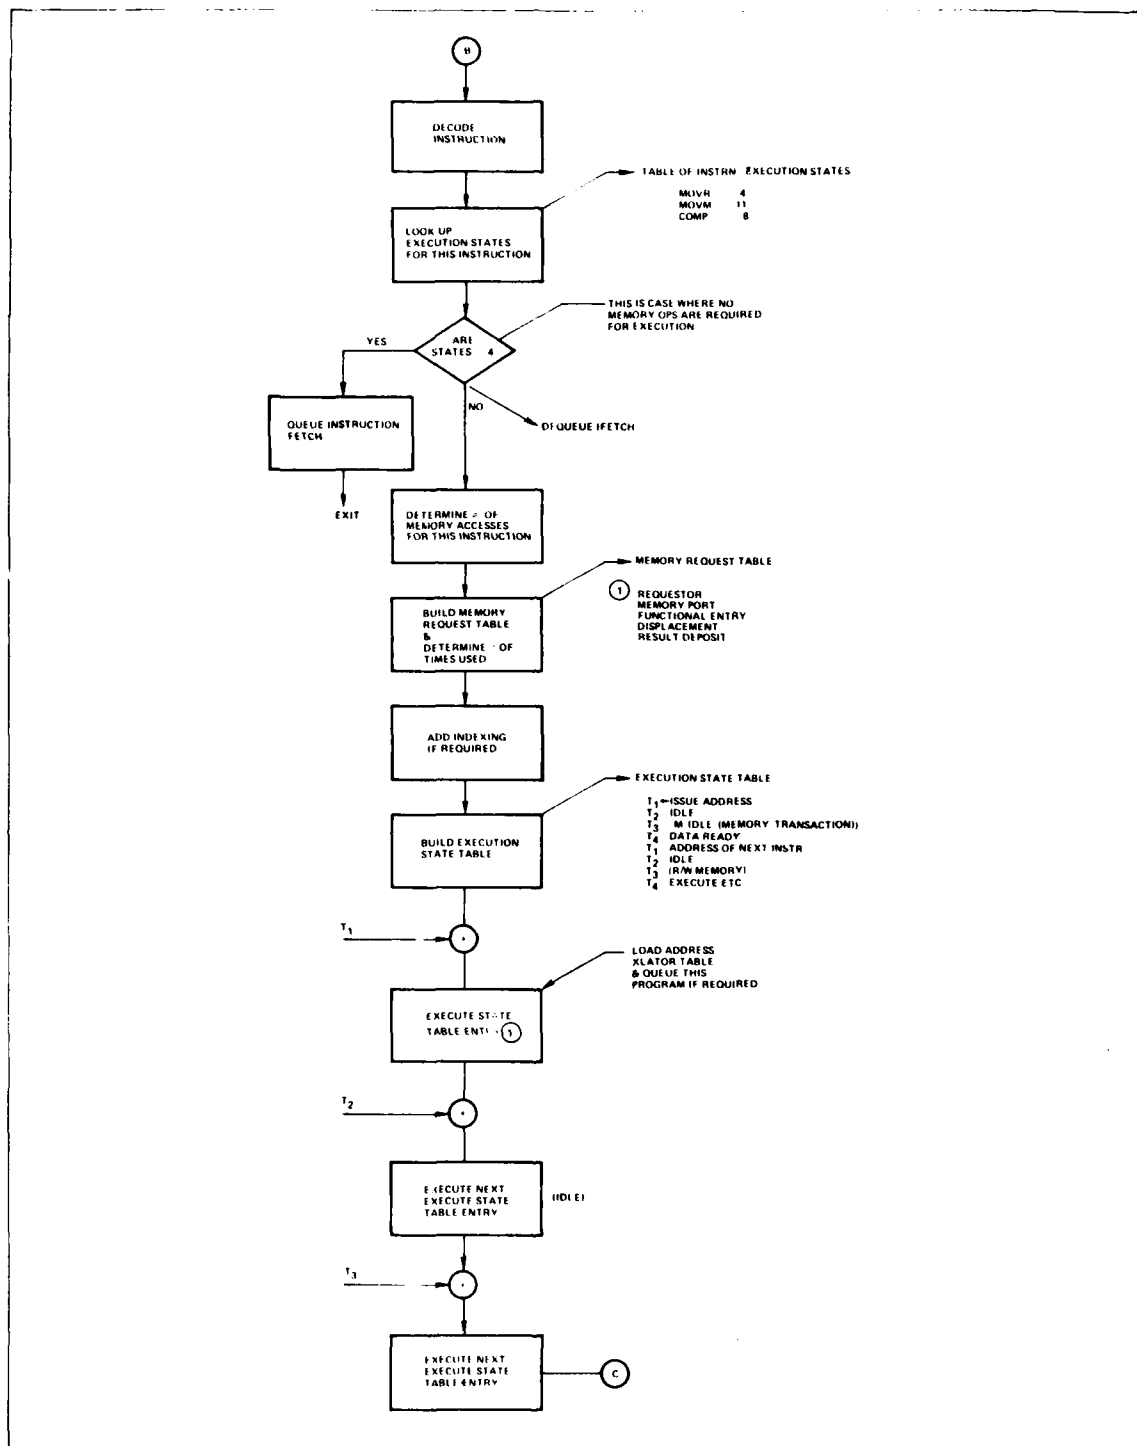 B
DECODE
INSTRUCTION
TABLE OF INSTRN EXECUTION STATES
MOVR 4
MOVM 11
COMP 8
LOOK UP
EXECUTION STATES
FOR THIS INSTRUCTION
THIS IS CASE WHERE NO
MEMORY OPS ARE REQUIRED
FOR EXECUTION
YES
ARE
STATES 4
NO
QUEUE INSTRUCTION
FETCH
DEQUEUE IFETCH
EXIT
DETERMINE = OF
MEMORY ACCESSES
FOR THIS INSTRUCTION
MEMORY REQUEST TABLE
1 REQUESTOR
MEMORY PORT
FUNCTIONAL ENTRY
DISPLACEMENT
RESULT DEPOSIT
BUILD MEMORY
REQUEST TABLE
&
DETERMINE OF
TIMES USED
ADD INDEXING
IF REQUIRED
EXECUTION STATE TABLE
T1 ISSUE ADDRESS
T2 IDLE
T3 M IDLE (MEMORY TRANSACTION))
T4 DATA READY
T1 ADDRESS OF NEXT INSTR
T2 IDLE
T3 (R/W MEMORY)
T4 EXECUTE ETC
BUILD EXECUTION
STATE TABLE
T1
LOAD ADDRESS
XLATOR TABLE
& QUEUE THIS
PROGRAM IF REQUIRED
EXECUTE STATE
TABLE 1
T2
EXECUTE NEXT
EXECUTE STATE
TABLE ENTRY
(IDLE)
T3
EXECUTE NEXT
EXECUTE STATE
TABLE ENTRY
C